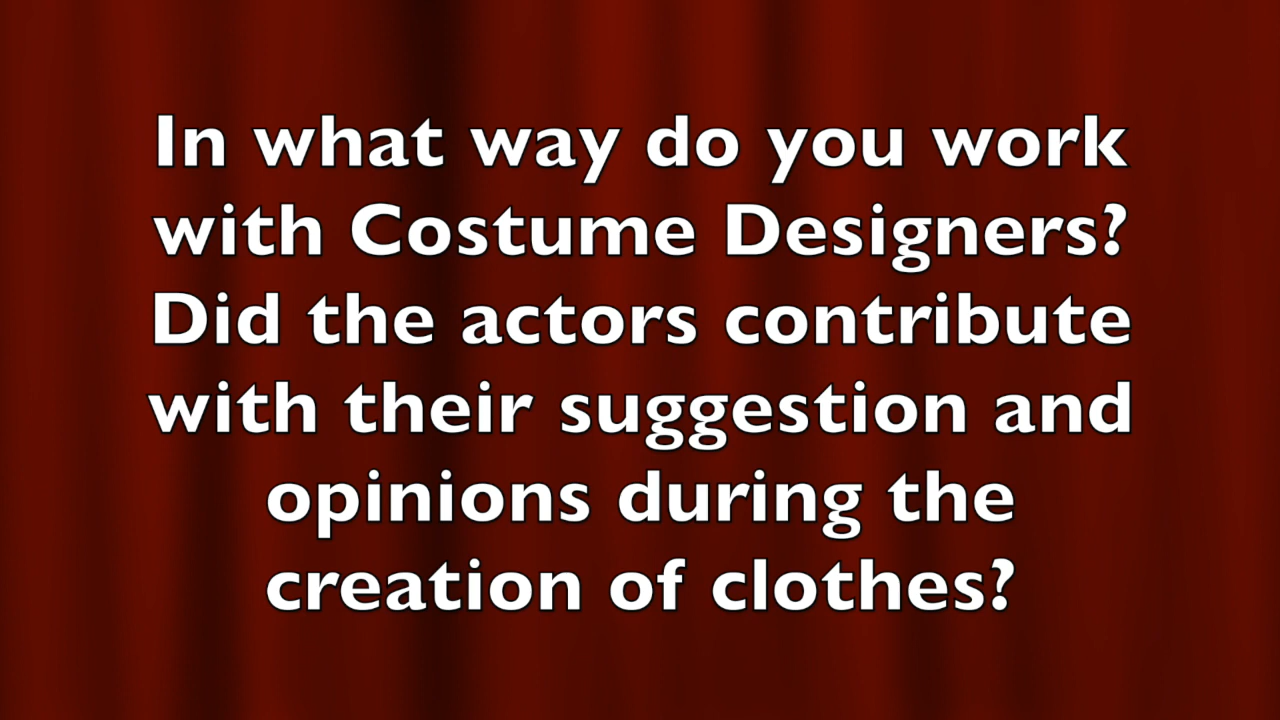 In what way do you work
with Costume Designers?
Did the actors contribute
with their suggestion and
opinions during the
creation of clothes?